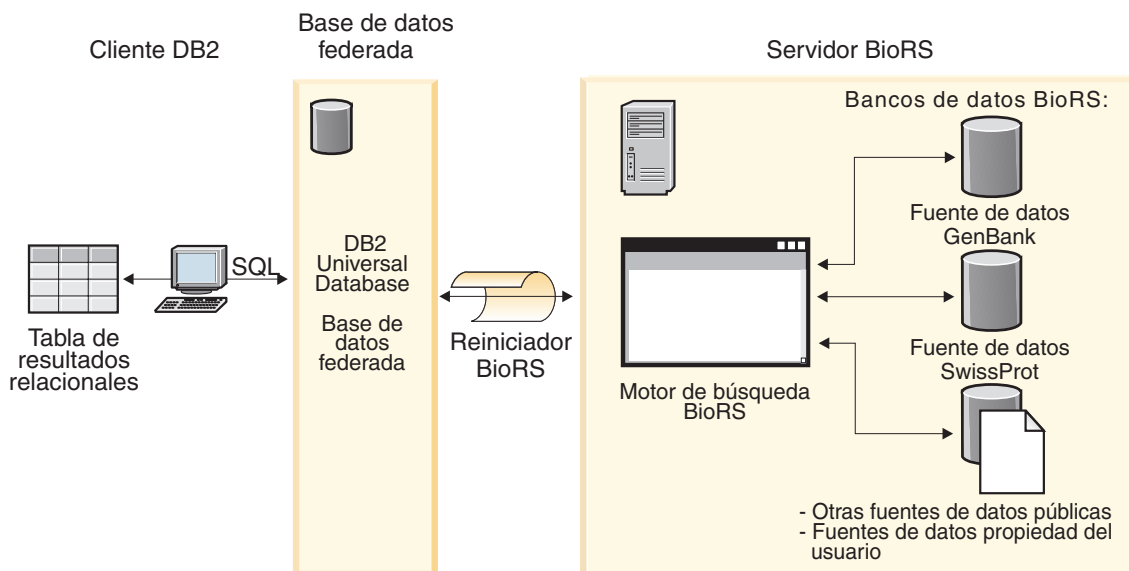 Cliente DB2
Base de datos
federada
Servidor BioRS
Bancos de datos BioRS:
Fuente de datos
GenBank
SQL
DB2
Universal
Database
Base de
datos
federada
Tabla de
resultados
relacionales
Reiniciador
BioRS
Motor de búsqueda
BioRS
Fuente de datos
SwissProt
- Otras fuentes de datos públicas
- Fuentes de datos propiedad del
usuario